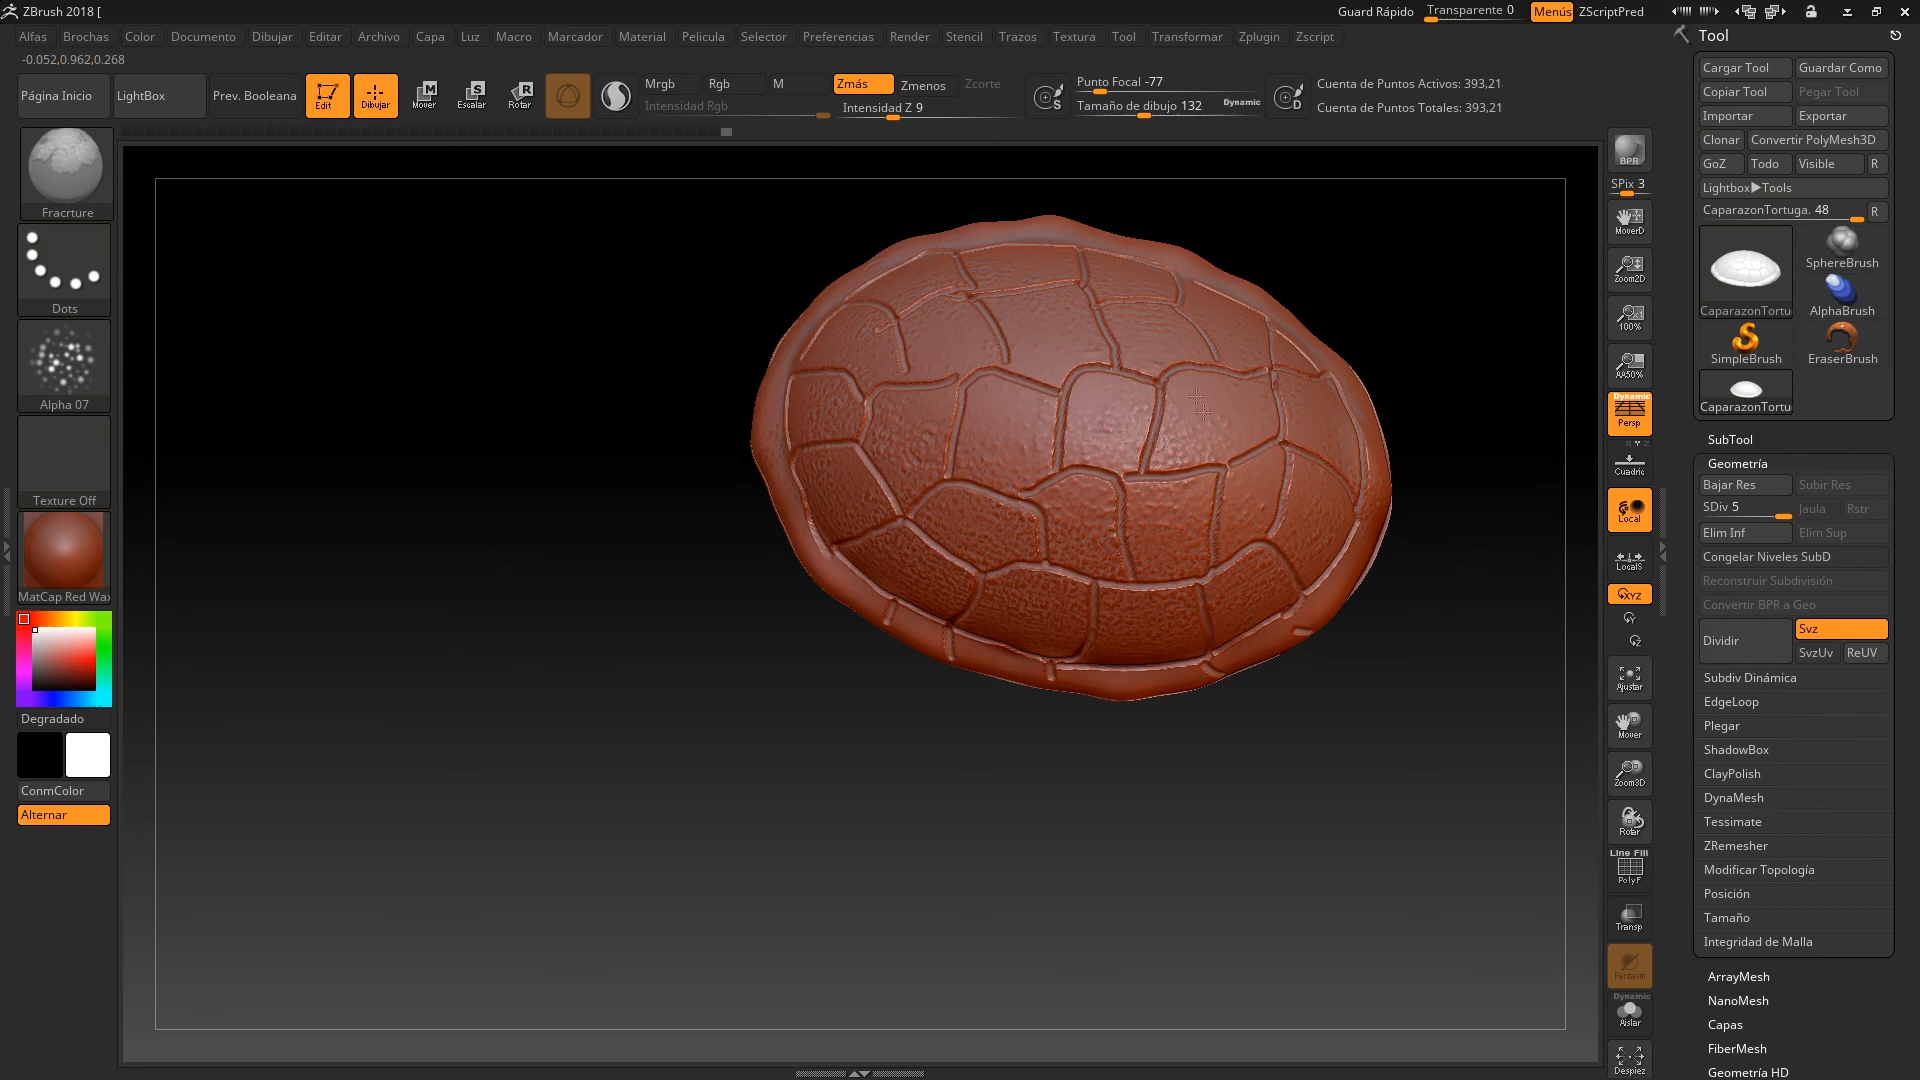 ZBrush 2018 [
Guard Rápido Transparente 0 Menús ZScriptPred
Alfas Brochas Color Documento Dibujar Editar Archivo Capa Luz Macro Marcador Material Pelicula Selector Preferencias Render Stencil Trazos Textura Tool Transformar Zplugin Zscript
-0.052,0.962,0.268
Página Inicio
LightBox
Prev. Booleana
Edit
Dibujar
Mover
Escalar
Rotar
Mrgb Rgb M
Intensidad Rgb
Zmás Zmenos Zcorte
Intensidad Z 9
Punto Focal -77
Tamaño de dibujo 132 Dynamic
Cuenta de Puntos Activos: 393,21
Cuenta de Puntos Totales: 393,21
Fracrture
Dots
Alpha 07
Texture Off
MatCap Red Wa
Degradado
ConmColor
Alternar
BPR
SPix 3
MoverD
Zoom2D
100%
AA50%
Dynamic
Persp
Cuadríc
Local
LocalS
XYZ
Ajustar
Mover
Zoom3D
Rotar
Line Fill
PolyF
Transp
Fantasm
Dynamic
Aislar
Despiez
Tool
Cargar Tool Guardar Como
Copiar Tool Pegar Tool
Importar Exportar
Clonar Convertir PolyMesh3D
GoZ Todo Visible R
Lightbox▶Tools
CaparazonTortuga. 48 R
CaparazonTortu
SphereBrush
AlphaBrush
SimpleBrush
EraserBrush
CaparazonTortu
SubTool
Geometría
Bajar Res Subir Res
SDiv 5 Jaula Rstr
Elim Inf Elim Sup
Congelar Niveles SubD
Reconstruir Subdivisión
Convertir BPR a Geo
Dividir Svz
SvzUv ReUV
Subdiv Dinámica
EdgeLoop
Plegar
ShadowBox
ClayPolish
DynaMesh
Tessimate
ZRemesher
Modificar Topología
Posición
Tamaño
Integridad de Malla
ArrayMesh
NanoMesh
Capas
FiberMesh
Geometría HD